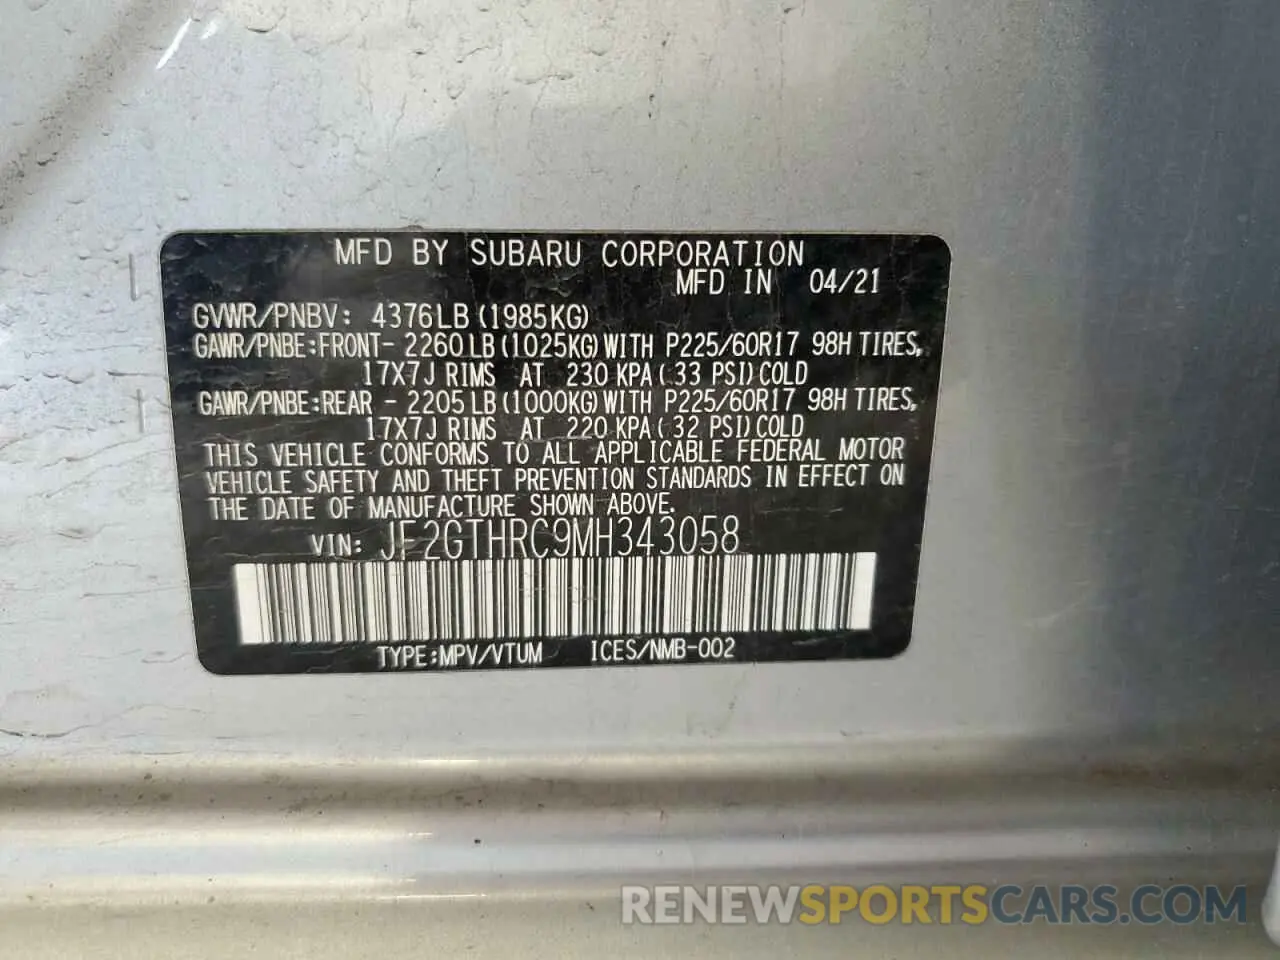 MFD BY SUBARU CORPORATION
MFD IN 04/21
GVWR/PNBV: 4376LB(1985KG)
GAWR/PNBE:FRONT- 2260LB(1025KG)WITH P225/60R17 98H TIRES,
17X7J RIMS AT 230 KPA( 33 PSI)COLD
GAWR/PNBE:REAR - 2205LB(1000KG)WITH P225/60R17 98H TIRES,
17X7J RIMS AT 220 KPA( 32 PSI)COLD
THIS VEHICLE CONFORMS TO ALL APPLICABLE FEDERAL MOTOR
VEHICLE SAFETY AND THEFT PREVENTION STANDARDS IN EFFECT ON
THE DATE OF MANUFACTURE SHOWN ABOVE.
VIN: JF2GTHRC9MH343058
TYPE:MPV/VTUM ICES/NMB-002
RENEWSPORTSCARS.COM